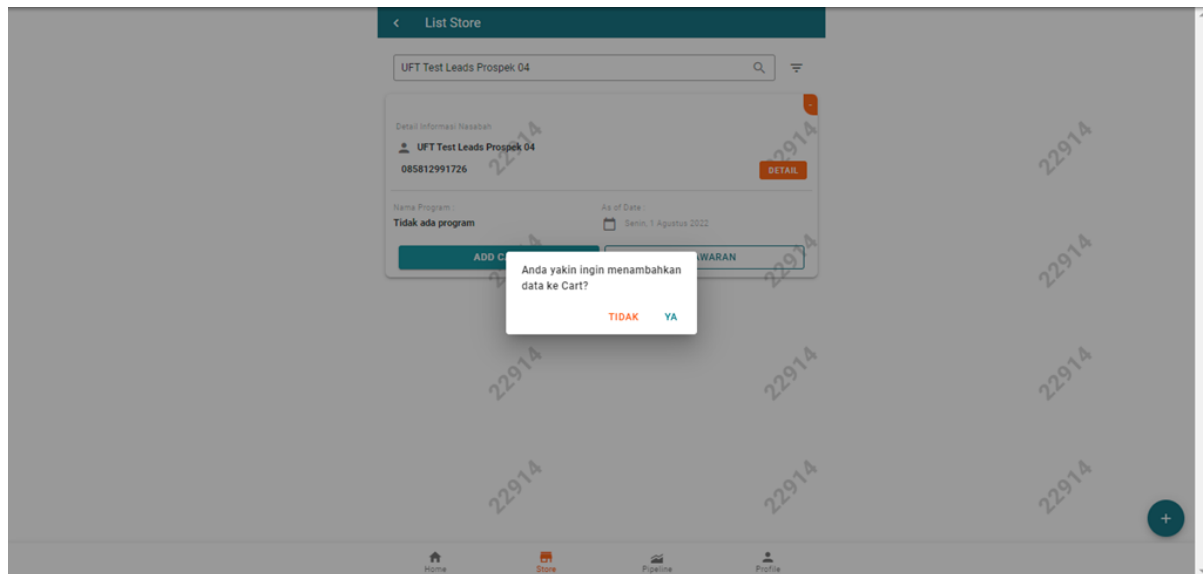 List Store
UFT Test Leads Prospek 04
-
Detail Informasi Nasabah
UFT Test Leads Prospek 04
085812991726
DETAIL
Nama Program :
As of Date :
Tidak ada program
Senin, 1 Agustus 2022
ADD C
WARAN
Anda yakin ingin menambahkan
data ke Cart?
TIDAK YA
22914 22914 22914
22914 22914 22914
22914 22914 22914
22914 22914 22914
+
Home Store Pipeline Profile